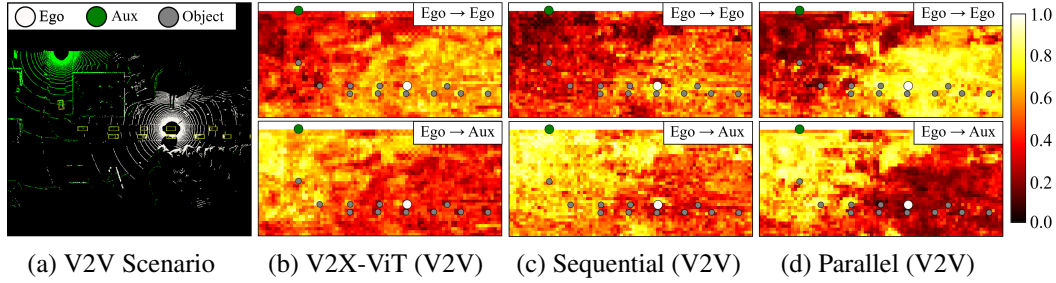 Ego Aux Object
Ego → Ego
Ego → Ego
Ego → Ego
1.0
0.8
0.6
0.4
0.2
0.0
Ego → Aux
Ego → Aux
Ego → Aux
(a) V2V Scenario
(b) V2X-ViT (V2V)
(c) Sequential (V2V)
(d) Parallel (V2V)